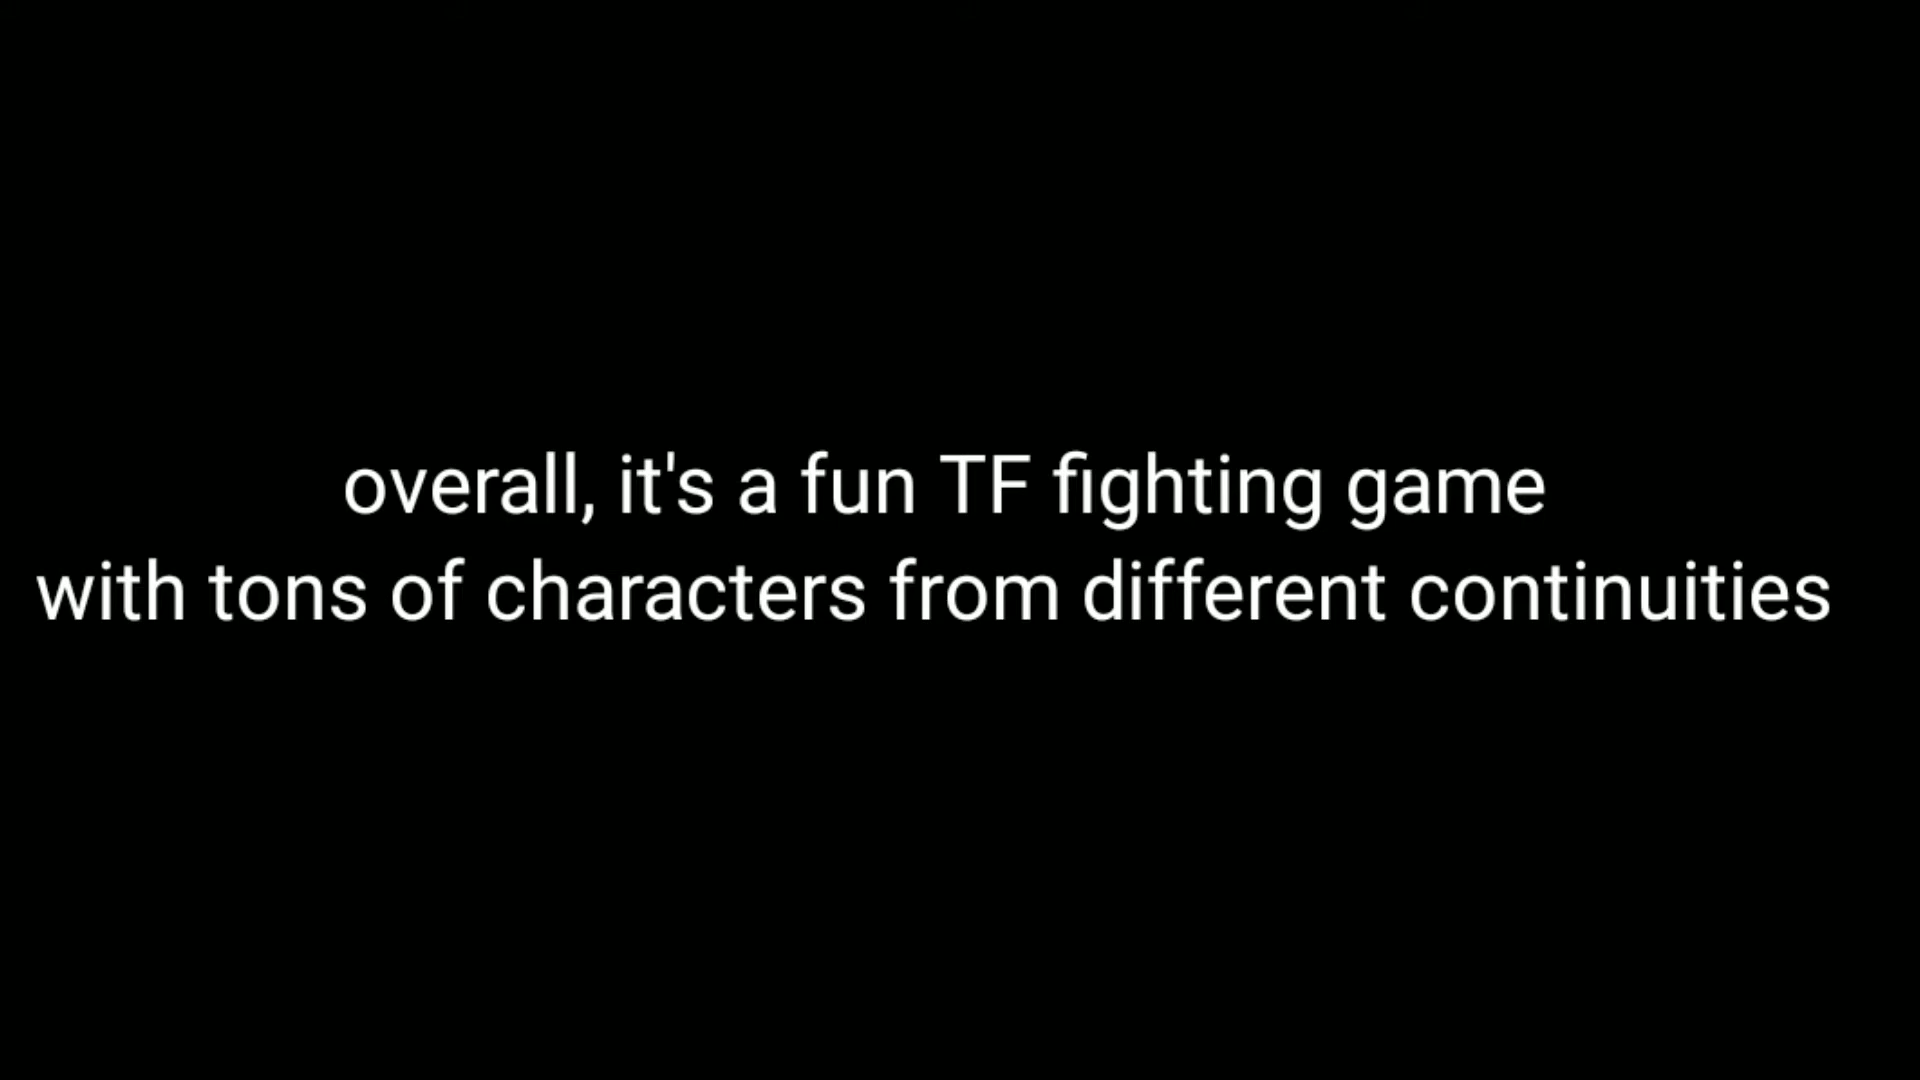 overall, it's a fun TF fighting game
with tons of characters from different continuities